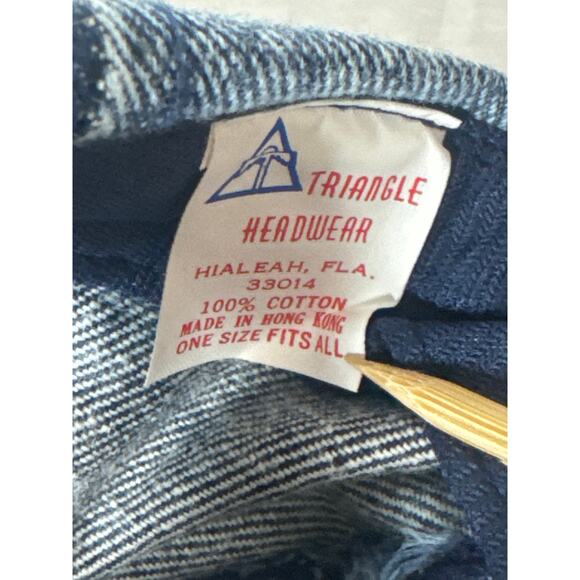 TRIANGLE
HEADWEAR
HIALEAH, FLA.
33014
100% COTTON
MADE IN HONG KONG
ONE SIZE FITS ALL